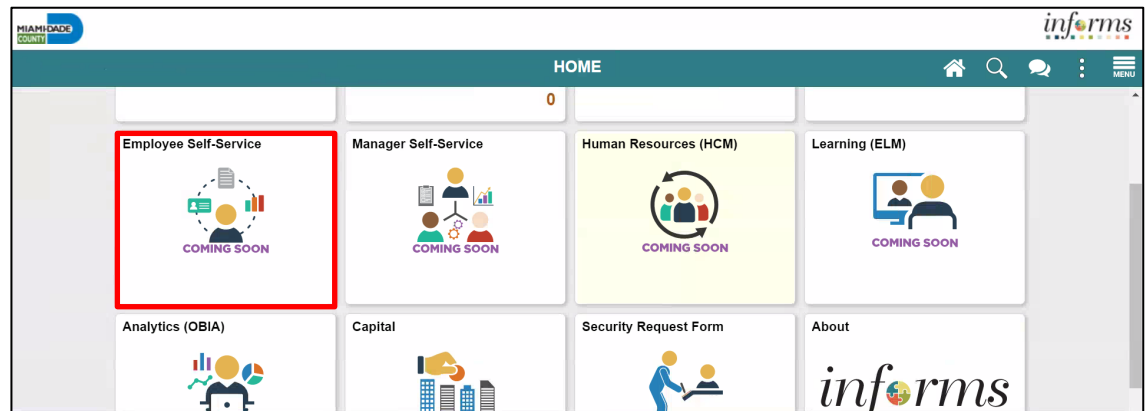 MIAMI-DADE
COUNTY
informs
HOME
MENU
0
Employee Self-Service
COMING SOON
Manager Self-Service
COMING SOON
Human Resources (HCM)
COMING SOON
Learning (ELM)
COMING SOON
Analytics (OBIA)
Capital
Security Request Form
About
informs